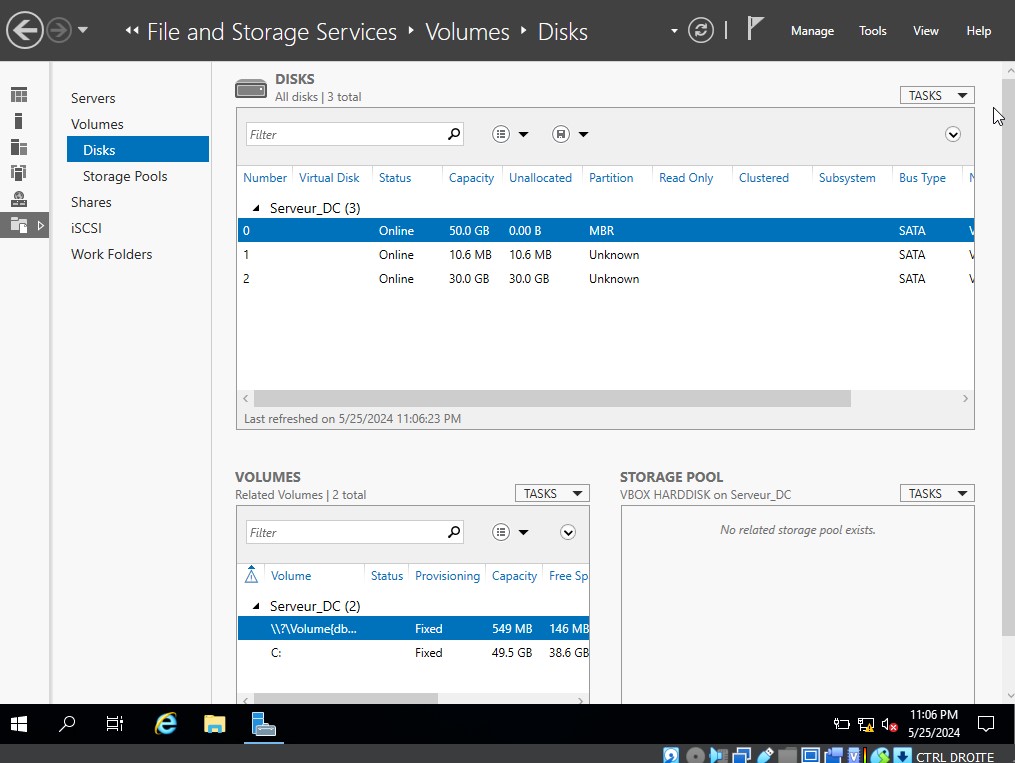 File and Storage Services ‣ Volumes ‣ Disks
Manage Tools View Help
Servers
Volumes
Disks
Storage Pools
Shares
iSCSI
Work Folders
DISKS
All disks | 3 total
TASKS
Filter
Number Virtual Disk Status Capacity Unallocated Partition Read Only Clustered Subsystem Bus Type
Serveur_DC (3)
0 Online 50.0 GB 0.00 B MBR SATA
1 Online 10.6 MB 10.6 MB Unknown SATA
2 Online 30.0 GB 30.0 GB Unknown SATA
Last refreshed on 5/25/2024 11:06:23 PM
VOLUMES
Related Volumes | 2 total
TASKS
Filter
Volume Status Provisioning Capacity Free Sp
Serveur_DC (2)
\\?\Volume{db... Fixed 549 MB 146 MB
C: Fixed 49.5 GB 38.6 GB
STORAGE POOL
VBOX HARDDISK on Serveur_DC
TASKS
No related storage pool exists.
11:06 PM
5/25/2024
CTRL DROITE